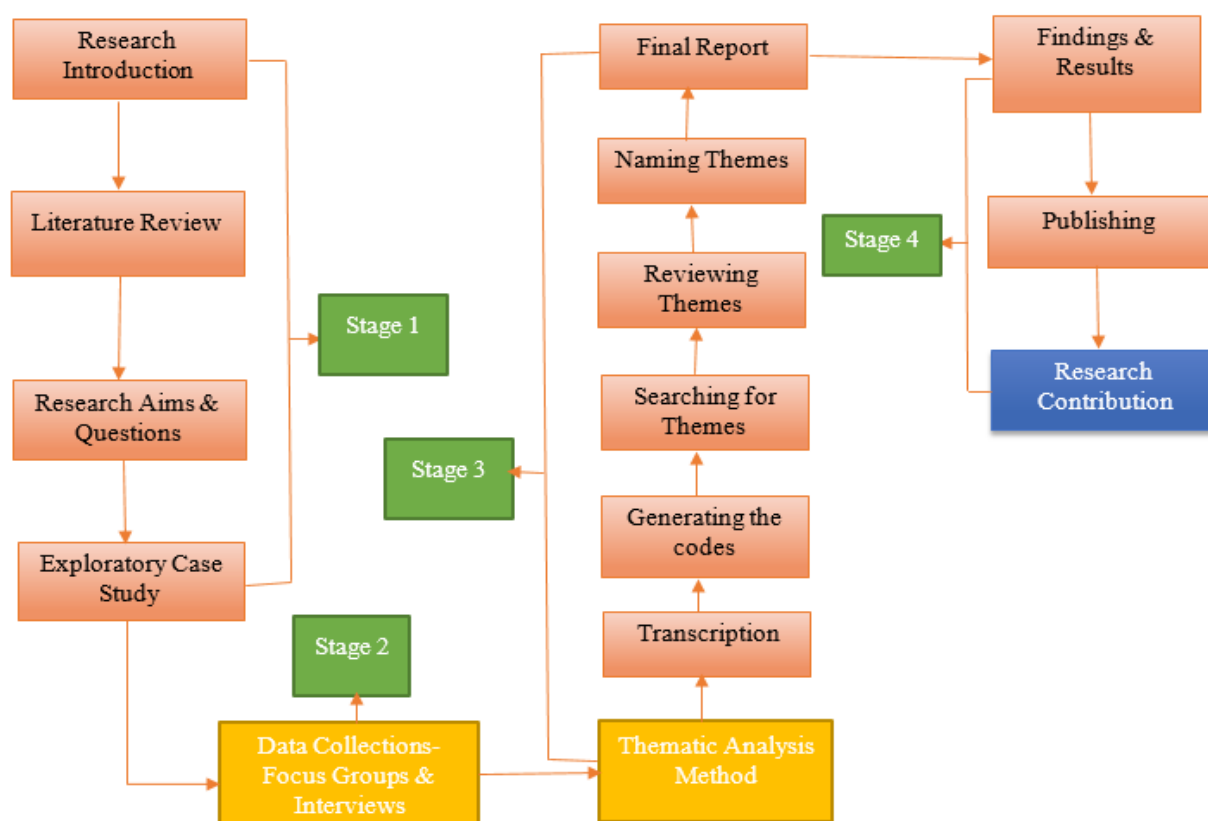 Research
Introduction
Literature Review
Research Aims &
Questions
Exploratory Case
Study
Stage 1
Stage 2
Data Collections-
Focus Groups &
Interviews
Stage 3
Final Report
Naming Themes
Reviewing
Themes
Searching for
Themes
Generating the
codes
Transcription
Thematic Analysis
Method
Findings &
Results
Publishing
Stage 4
Research
Contribution